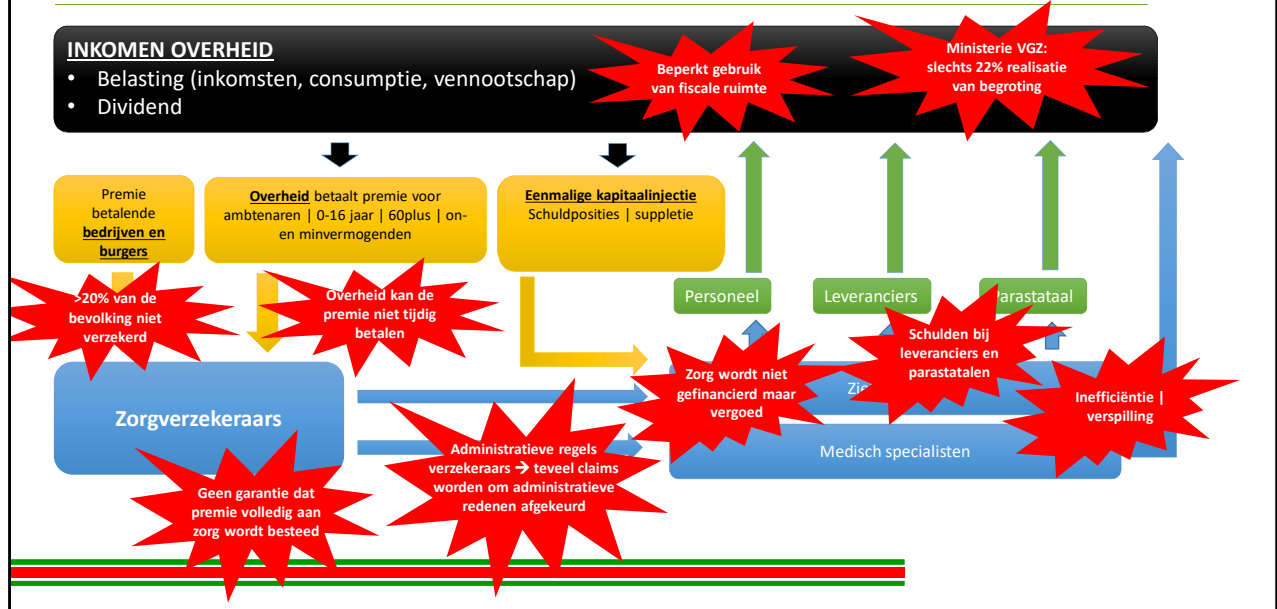 INKOMEN OVERHEID
• Belasting (inkomsten, consumptie, vennootschap)
• Dividend
Beperkt gebruik
van fiscale ruimte
Ministerie VGZ:
slechts 22% realisatie
van begroting
Premie
betalende
bedrijven en
burgers
Overheid betaalt premie voor
ambtenaren | 0-16 jaar | 60plus | on-
en minvermogenden
Eenmalige kapitaalinjectie
Schuldposities | suppletie
>20% van de
bevolking niet
verzekerd
Overheid kan de
premie niet tijdig
betalen
Personeel
Leveranciers
Parastataal
Schulden bij
leveranciers en
parastatalen
Zorg wordt niet
gefinancierd maar
vergoed
Inefficiëntie |
verspilling
Zorgverzekeraars
Medisch specialisten
Administratieve regels
verzekeraars → teveel claims
worden om administratieve
redenen afgekeurd
Geen garantie dat
premie volledig aan
zorg wordt besteed